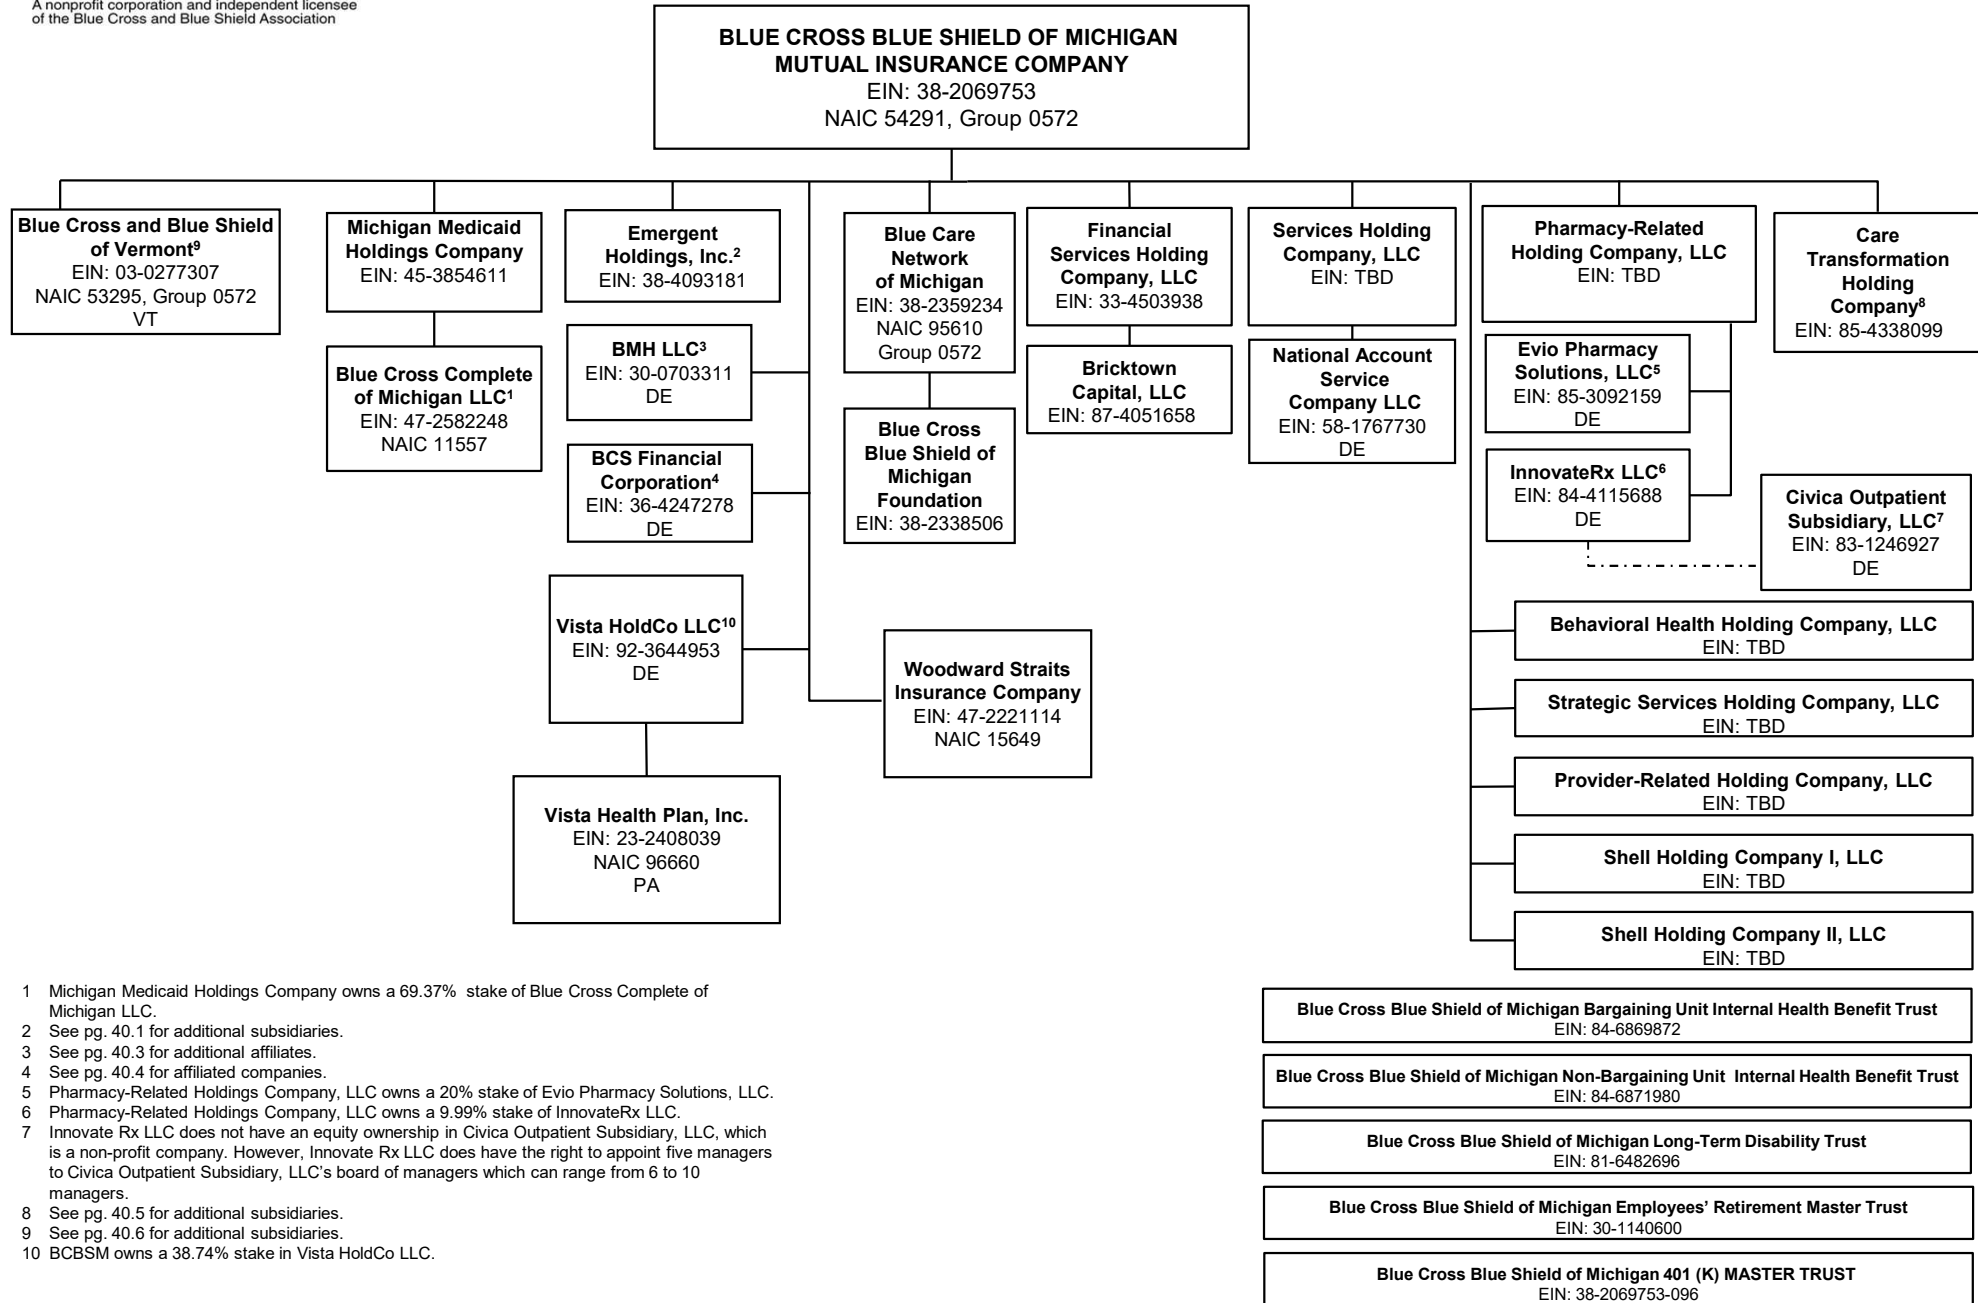 A nonprofit corporation and independent licensee
of the Blue Cross and Blue Shield Association
BLUE CROSS BLUE SHIELD OF MICHIGAN
MUTUAL INSURANCE COMPANY
EIN: 38-2069753
NAIC 54291, Group 0572
Blue Cross and Blue Shield
of Vermont⁹
EIN: 03-0277307
NAIC 53295, Group 0572
VT
Michigan Medicaid
Holdings Company
EIN: 45-3854611
Blue Cross Complete
of Michigan LLC¹
EIN: 47-2582248
NAIC 11557
Emergent
Holdings, Inc.²
EIN: 38-4093181
BMH LLC³
EIN: 30-0703311
DE
BCS Financial
Corporation⁴
EIN: 36-4247278
DE
Vista HoldCo LLC¹⁰
EIN: 92-3644953
DE
Vista Health Plan, Inc.
EIN: 23-2408039
NAIC 96660
PA
Blue Care
Network
of Michigan
EIN: 38-2359234
NAIC 95610
Group 0572
Blue Cross
Blue Shield of
Michigan
Foundation
EIN: 38-2338506
Woodward Straits
Insurance Company
EIN: 47-2221114
NAIC 15649
Financial
Services Holding
Company, LLC
EIN: 33-4503938
Bricktown
Capital, LLC
EIN: 87-4051658
Services Holding
Company, LLC
EIN: TBD
National Account
Service
Company LLC
EIN: 58-1767730
DE
Pharmacy-Related
Holding Company, LLC
EIN: TBD
Evio Pharmacy
Solutions, LLC⁵
EIN: 85-3092159
DE
InnovateRx LLC⁶
EIN: 84-4115688
DE
Care
Transformation
Holding
Company⁸
EIN: 85-4338099
Civica Outpatient
Subsidiary, LLC⁷
EIN: 83-1246927
DE
Behavioral Health Holding Company, LLC
EIN: TBD
Strategic Services Holding Company, LLC
EIN: TBD
Provider-Related Holding Company, LLC
EIN: TBD
Shell Holding Company I, LLC
EIN: TBD
Shell Holding Company II, LLC
EIN: TBD
1 Michigan Medicaid Holdings Company owns a 69.37% stake of Blue Cross Complete of
Michigan LLC.
2 See pg. 40.1 for additional subsidiaries.
3 See pg. 40.3 for additional affiliates.
4 See pg. 40.4 for affiliated companies.
5 Pharmacy-Related Holdings Company, LLC owns a 20% stake of Evio Pharmacy Solutions, LLC.
6 Pharmacy-Related Holdings Company, LLC owns a 9.99% stake of InnovateRx LLC.
7 Innovate Rx LLC does not have an equity ownership in Civica Outpatient Subsidiary, LLC, which
is a non-profit company. However, Innovate Rx LLC does have the right to appoint five managers
to Civica Outpatient Subsidiary, LLC's board of managers which can range from 6 to 10
managers.
8 See pg. 40.5 for additional subsidiaries.
9 See pg. 40.6 for additional subsidiaries.
10 BCBSM owns a 38.74% stake in Vista HoldCo LLC.
Blue Cross Blue Shield of Michigan Bargaining Unit Internal Health Benefit Trust
EIN: 84-6869872
Blue Cross Blue Shield of Michigan Non-Bargaining Unit Internal Health Benefit Trust
EIN: 84-6871980
Blue Cross Blue Shield of Michigan Long-Term Disability Trust
EIN: 81-6482696
Blue Cross Blue Shield of Michigan Employees' Retirement Master Trust
EIN: 30-1140600
Blue Cross Blue Shield of Michigan 401 (K) MASTER TRUST
EIN: 38-2069753-096